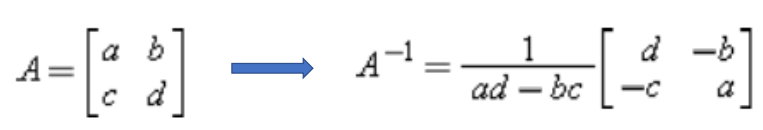 A = [a b; c d] → A⁻¹ = 1/(ad − bc) [d −b; −c a]